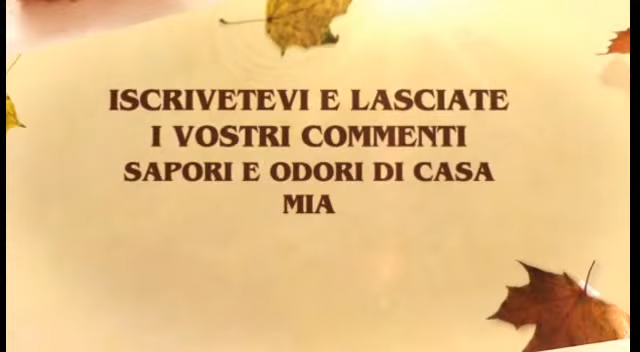 ISCRIVETEVI E LASCIATE
I VOSTRI COMMENTI
SAPORI E ODORI DI CASA
MIA